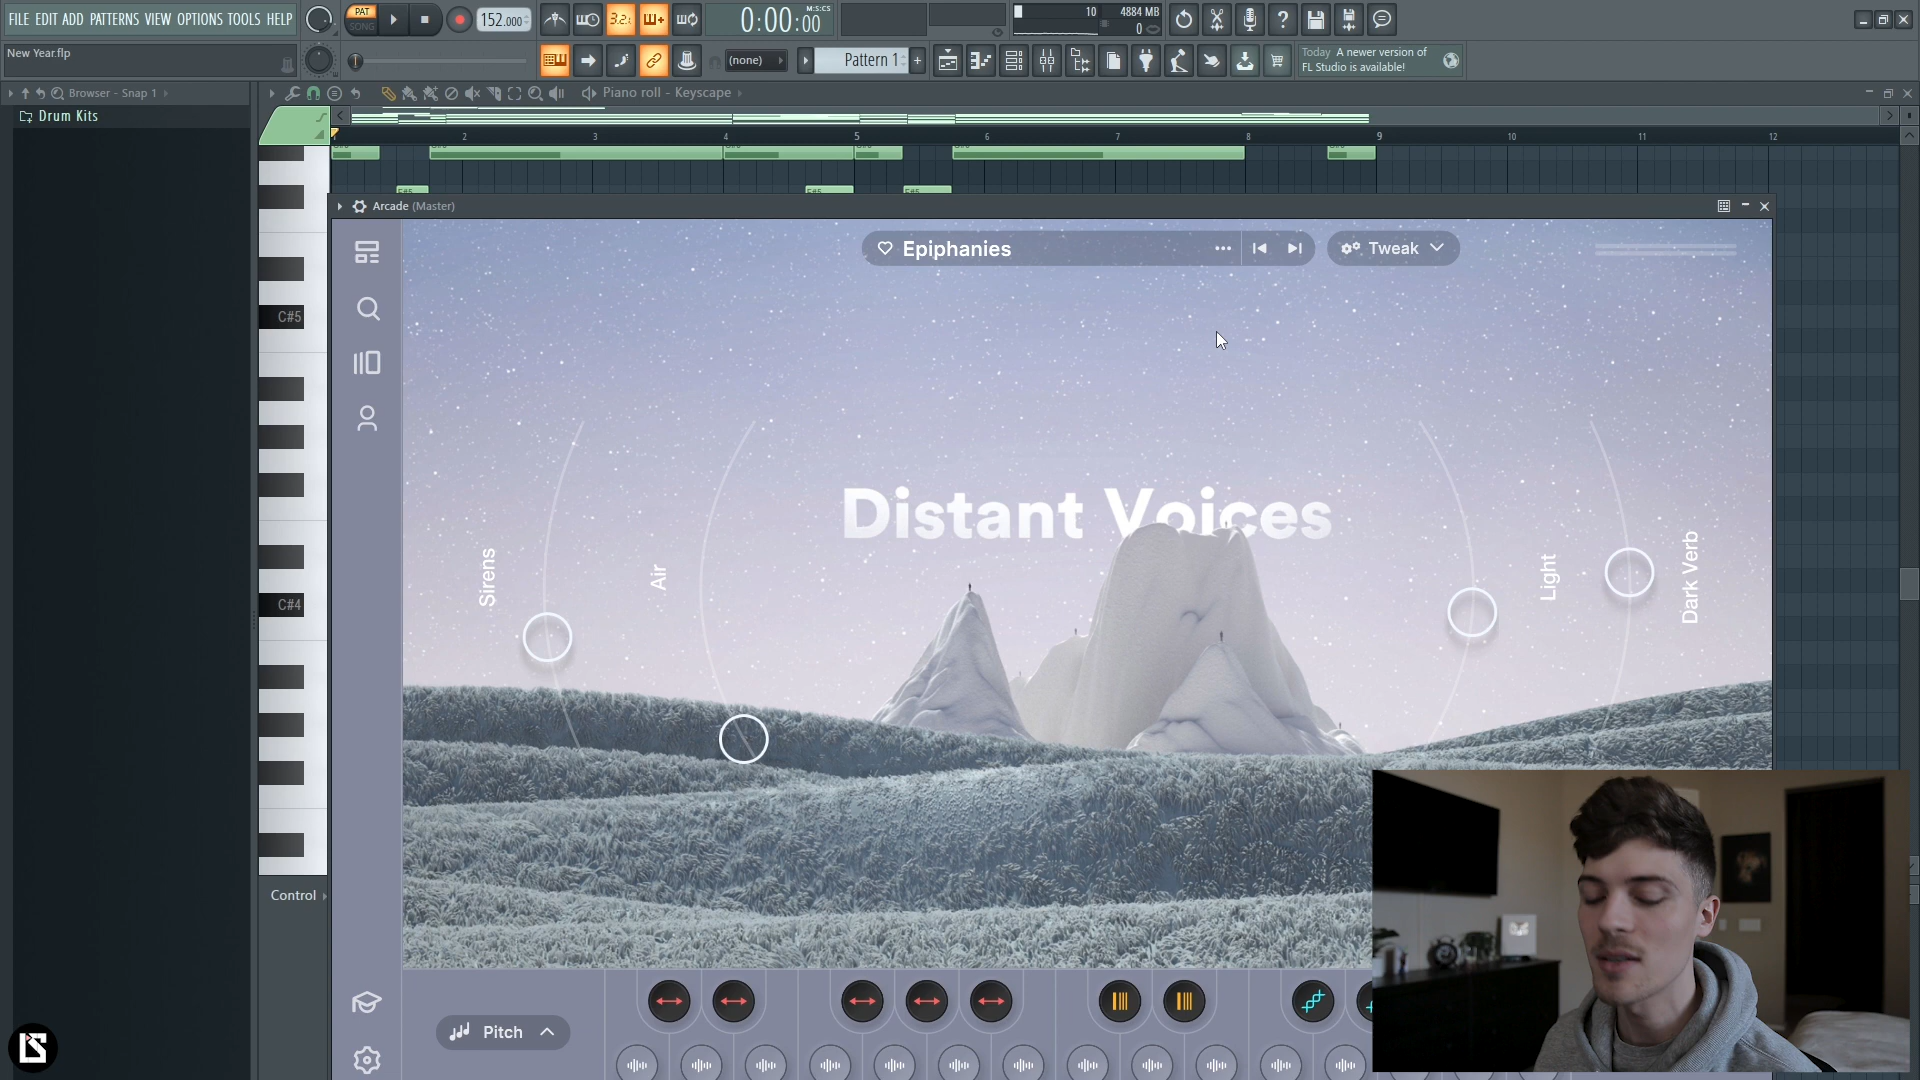 FILE EDIT ADD PATTERNS VIEW OPTIONS TOOLS HELP
PAT
SONG
152.000
3.2.
0:00:00
M:S:CS
10
4884 MB
0
New Year.flp
(none)
Pattern 1
Today A newer version of
FL Studio is available!
Browser - Snap 1
Piano roll - Keyscape
Drum Kits
2 3 4 5 6 7 8 9 10 11 12
C#5
C#4
Control
Arcade (Master)
Epiphanies
Tweak
Distant Voices
Sirens
Air
Light
Dark Verb
Pitch